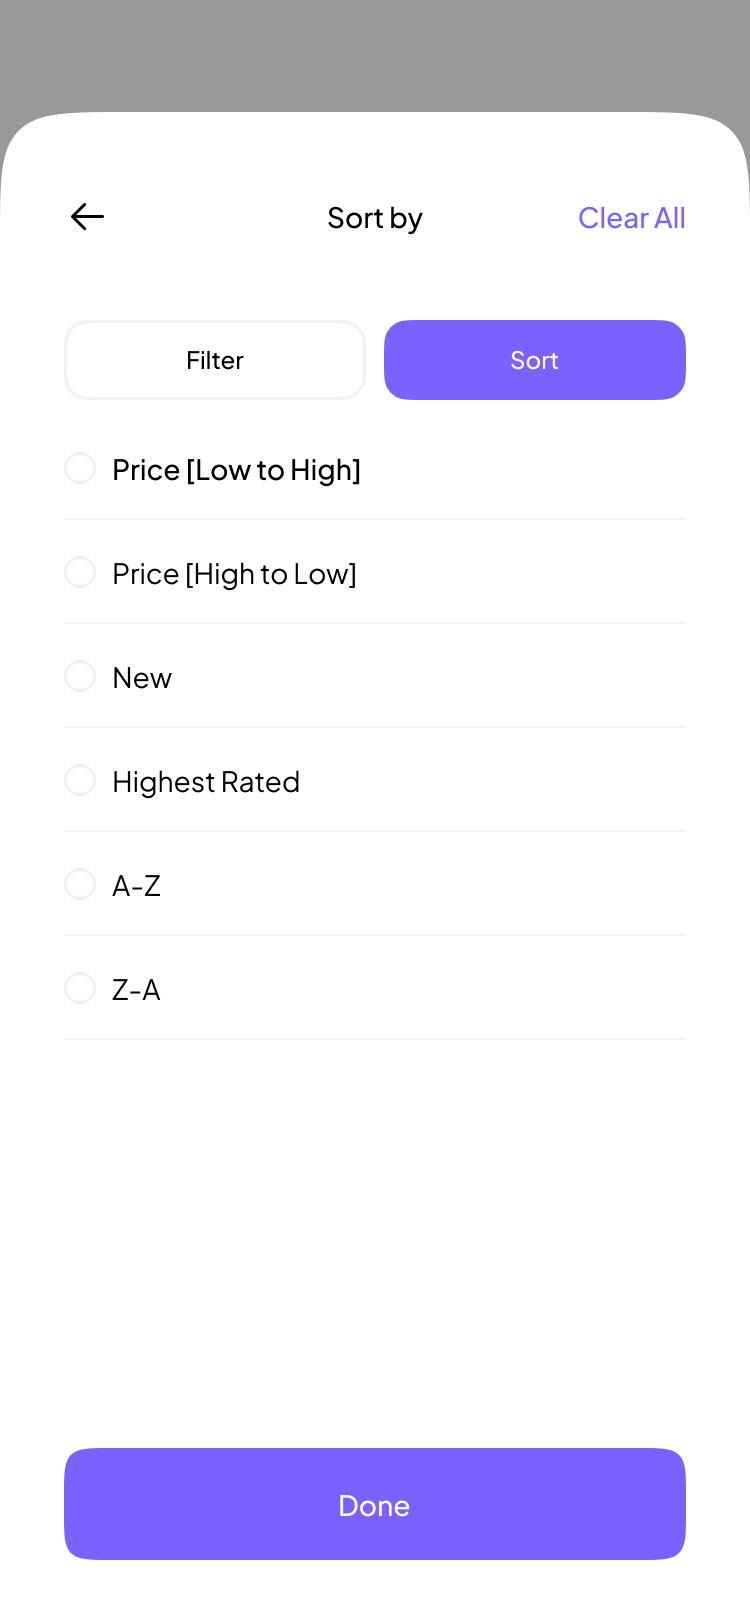 Sort by
Clear All
Filter
Sort
Price [Low to High]
Price [High to Low]
New
Highest Rated
A-Z
Z-A
Done